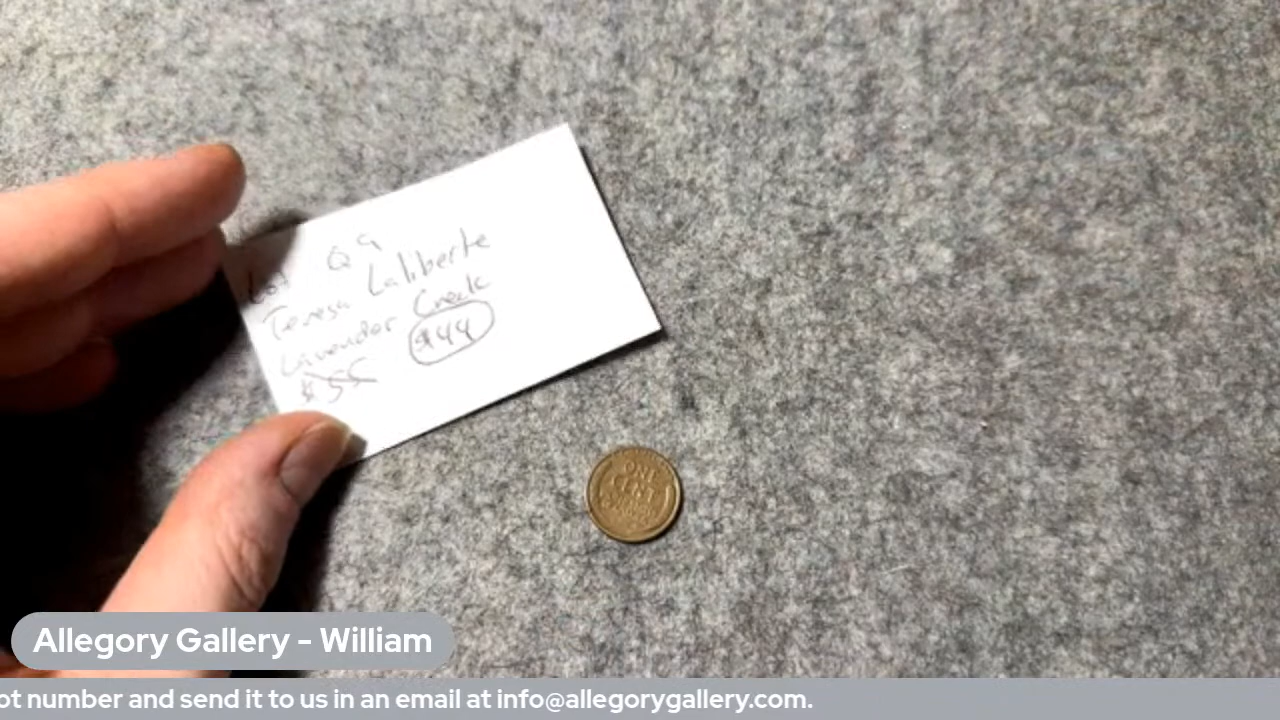 Lot Q9
Teresa Laliberte
Lavender Creek
$55 $44
ONE
CENT
Allegory Gallery - William
ot number and send it to us in an email at info@allegorygallery.com.